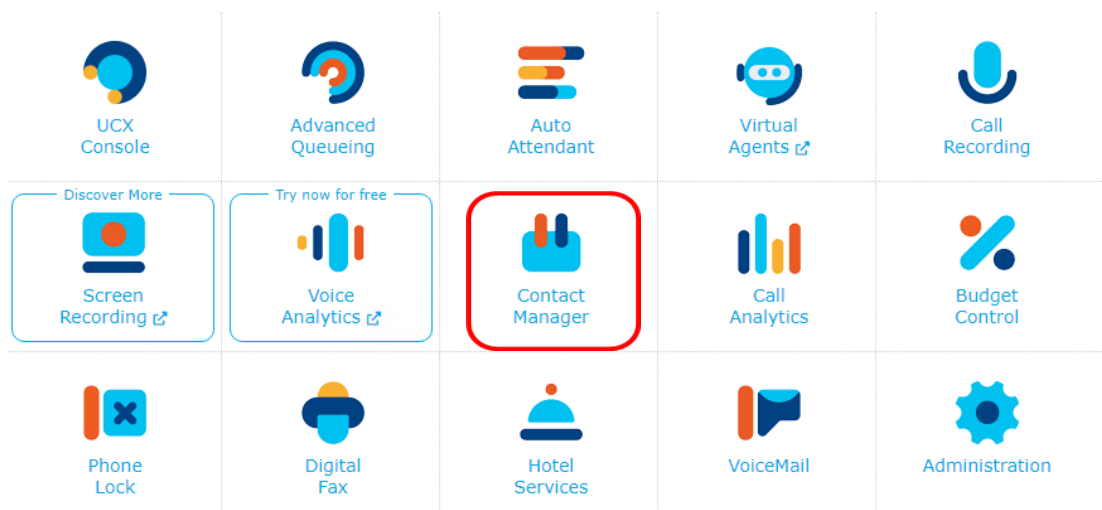 UCX
Console
Advanced
Queueing
Auto
Attendant
Virtual
Agents
Call
Recording
Discover More
Screen
Recording
Try now for free
Voice
Analytics
Contact
Manager
Call
Analytics
Budget
Control
Phone
Lock
Digital
Fax
Hotel
Services
VoiceMail
Administration